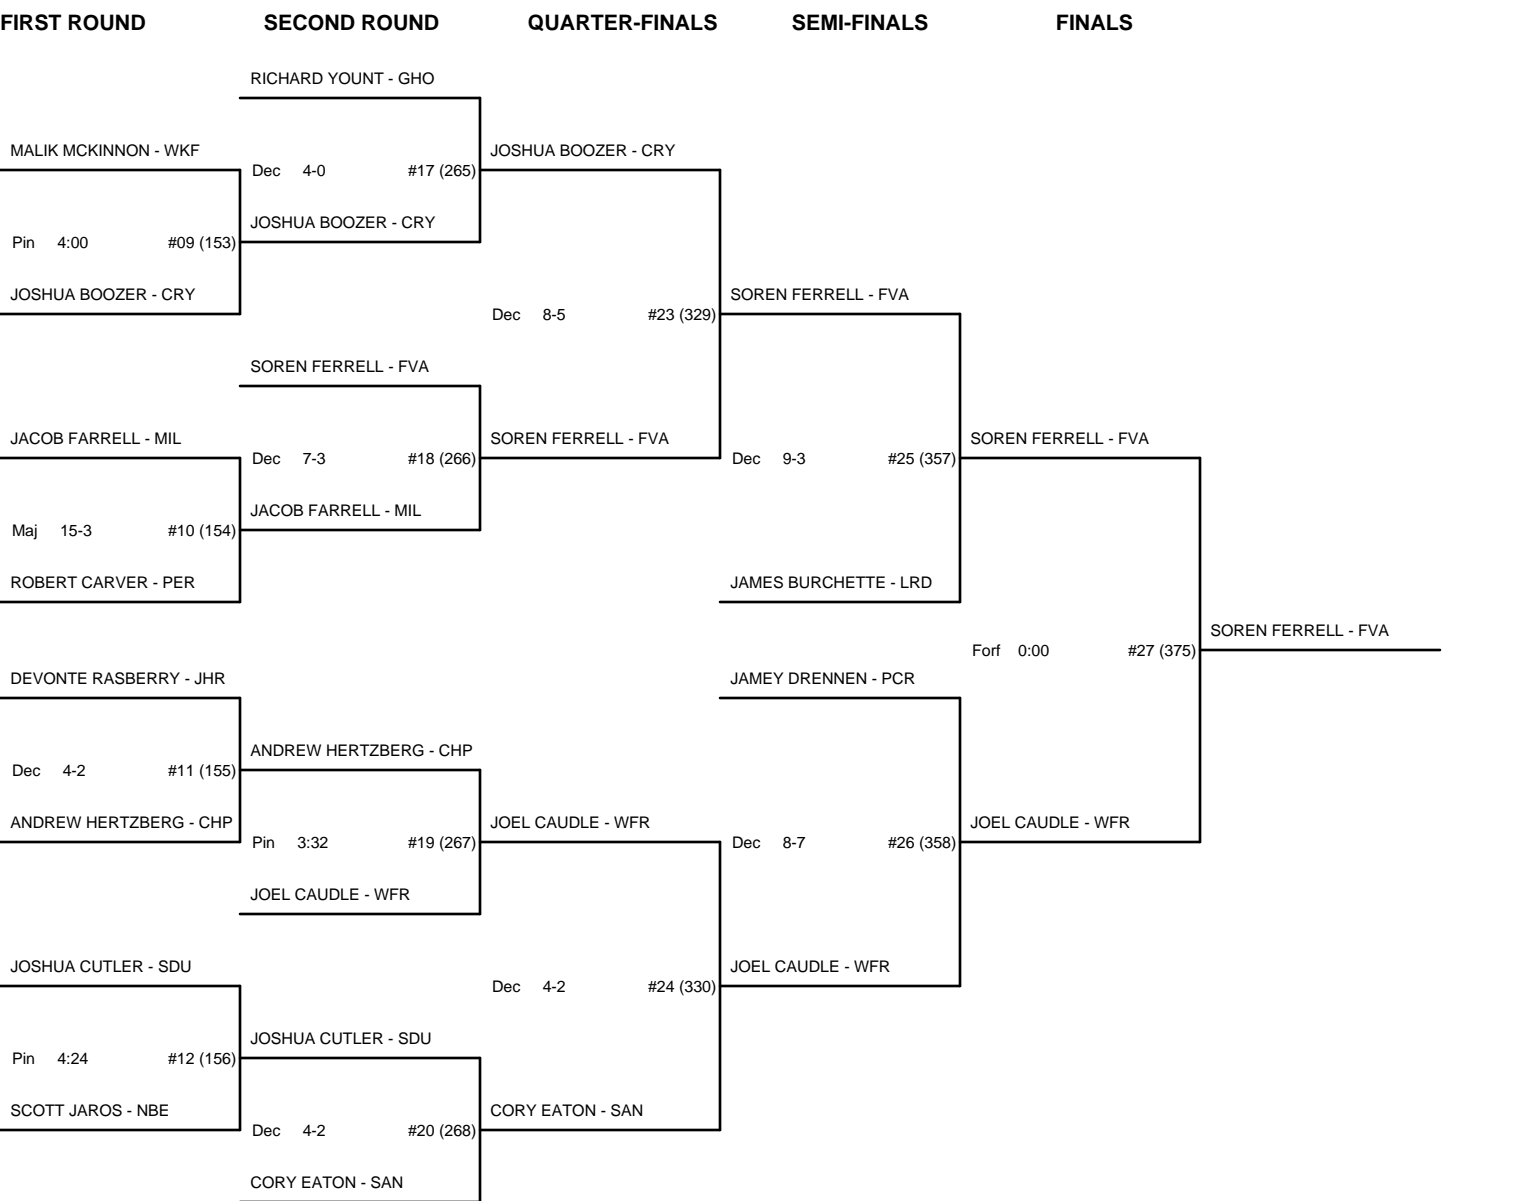 FIRST ROUND SECOND ROUND QUARTER-FINALS SEMI-FINALS FINALS
RICHARD YOUNT - GHO
MALIK MCKINNON - WKF JOSHUA BOOZER - CRY
Dec 4-0 #17 (265)
JOSHUA BOOZER - CRY
Pin 4:00 #09 (153)
JOSHUA BOOZER - CRY SOREN FERRELL - FVA
Dec 8-5 #23 (329)
SOREN FERRELL - FVA
JACOB FARRELL - MIL SOREN FERRELL - FVA SOREN FERRELL - FVA
Dec 7-3 #18 (266) Dec 9-3 #25 (357)
JACOB FARRELL - MIL
Maj 15-3 #10 (154)
ROBERT CARVER - PER JAMES BURCHETTE - LRD
SOREN FERRELL - FVA
Forf 0:00 #27 (375)
DEVONTE RASBERRY - JHR JAMEY DRENNEN - PCR
ANDREW HERTZBERG - CHP
Dec 4-2 #11 (155)
ANDREW HERTZBERG - CHP JOEL CAUDLE - WFR JOEL CAUDLE - WFR
Pin 3:32 #19 (267) Dec 8-7 #26 (358)
JOEL CAUDLE - WFR
JOSHUA CUTLER - SDU JOEL CAUDLE - WFR
Dec 4-2 #24 (330)
JOSHUA CUTLER - SDU
Pin 4:24 #12 (156)
SCOTT JAROS - NBE CORY EATON - SAN
Dec 4-2 #20 (268)
CORY EATON - SAN